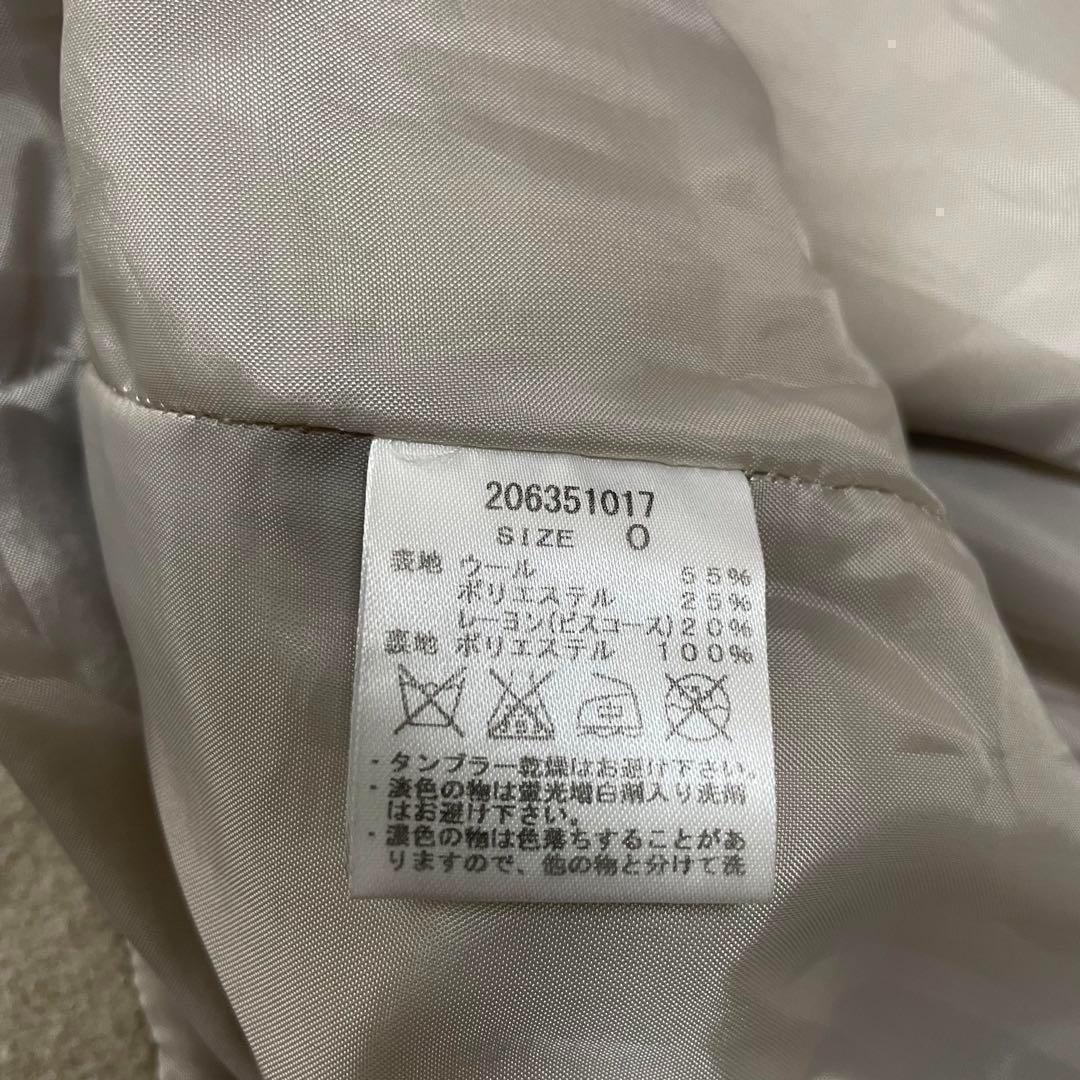 206351017
SIZE 0
表地 ウール 55%
ポリエステル 25%
レーヨン(ビスコース)20%
裏地 ポリエステル 100%
・タンブラー乾燥はお避け下さい。
・淡色の物は蛍光増白剤入り洗剤
はお避け下さい。
・濃色の物は色落ちすることがあ
りますので、他の物と分けて洗